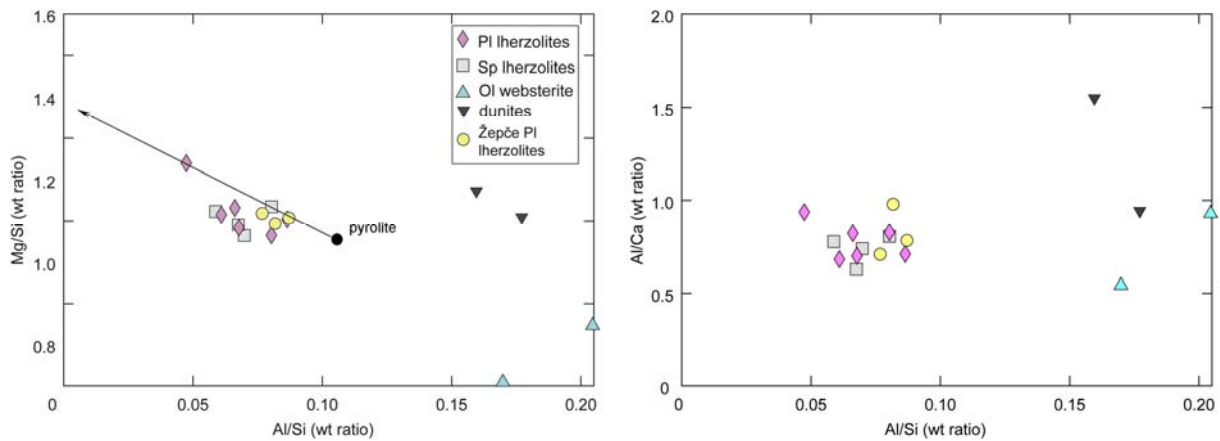 1.6
1.4
1.2
1.0
0.8
Mg/Si (wt ratio)
Pl lherzolites
Sp lherzolites
Ol websterite
dunites
Žepče Pl
lherzolites
pyrolite
0
0.05
0.10
0.15
0.20
Al/Si (wt ratio)
2.0
1.5
1.0
0.5
0
Al/Ca (wt ratio)
0
0.05
0.10
0.15
0.20
Al/Si (wt ratio)